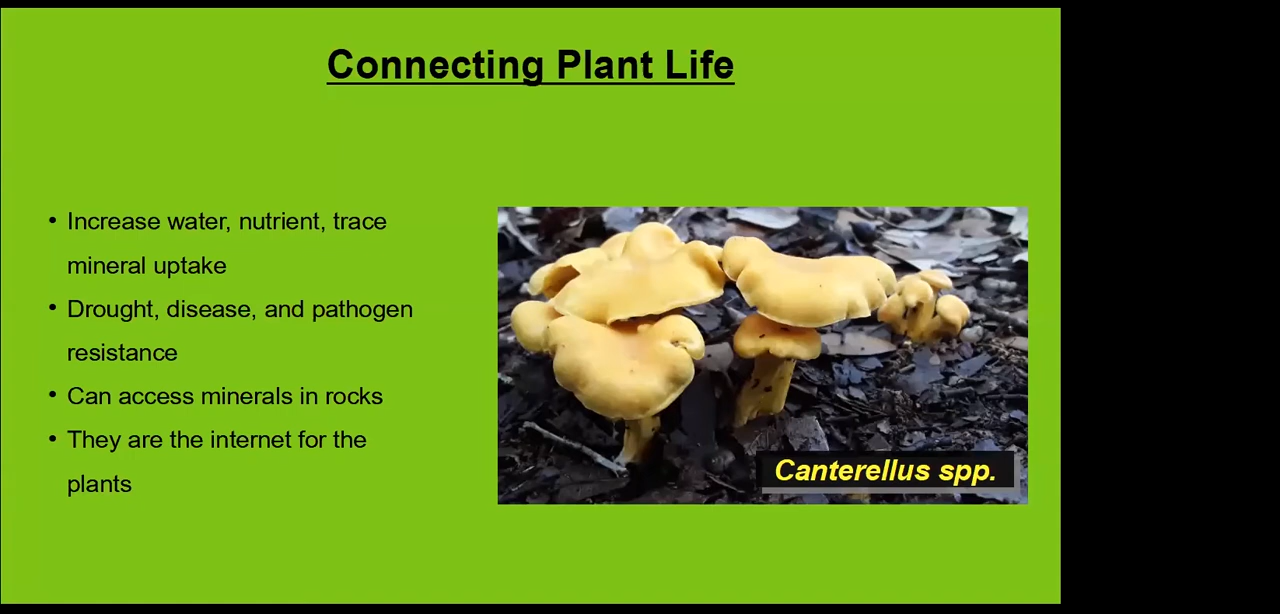 Connecting Plant Life
• Increase water, nutrient, trace
mineral uptake
• Drought, disease, and pathogen
resistance
• Can access minerals in rocks
• They are the internet for the
plants
Canterellus spp.